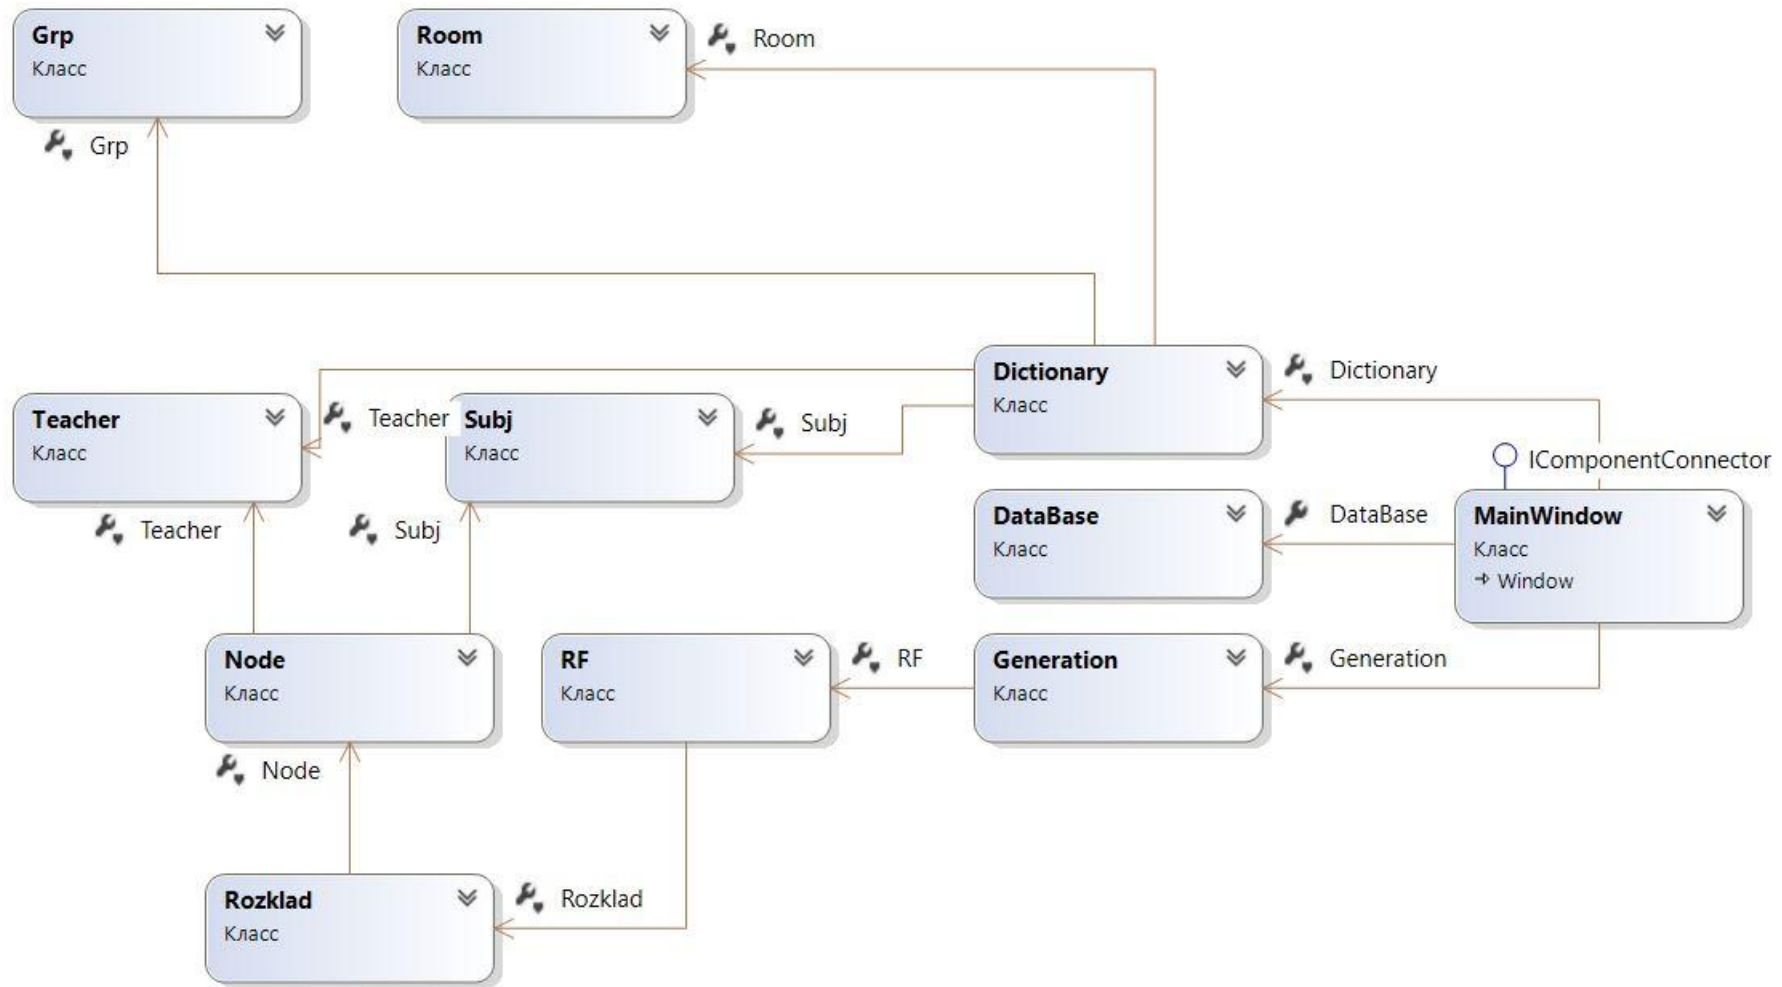 Grp
Класс
Room
Класс
Room
Grp
Dictionary
Класс
Dictionary
Teacher
Класс
Teacher
Subj
Класс
Subj
IComponentConnector
Teacher
Subj
DataBase
Класс
DataBase
MainWindow
Класс
Window
Node
Класс
RF
Класс
RF
Generation
Класс
Generation
Node
Rozklad
Класс
Rozklad